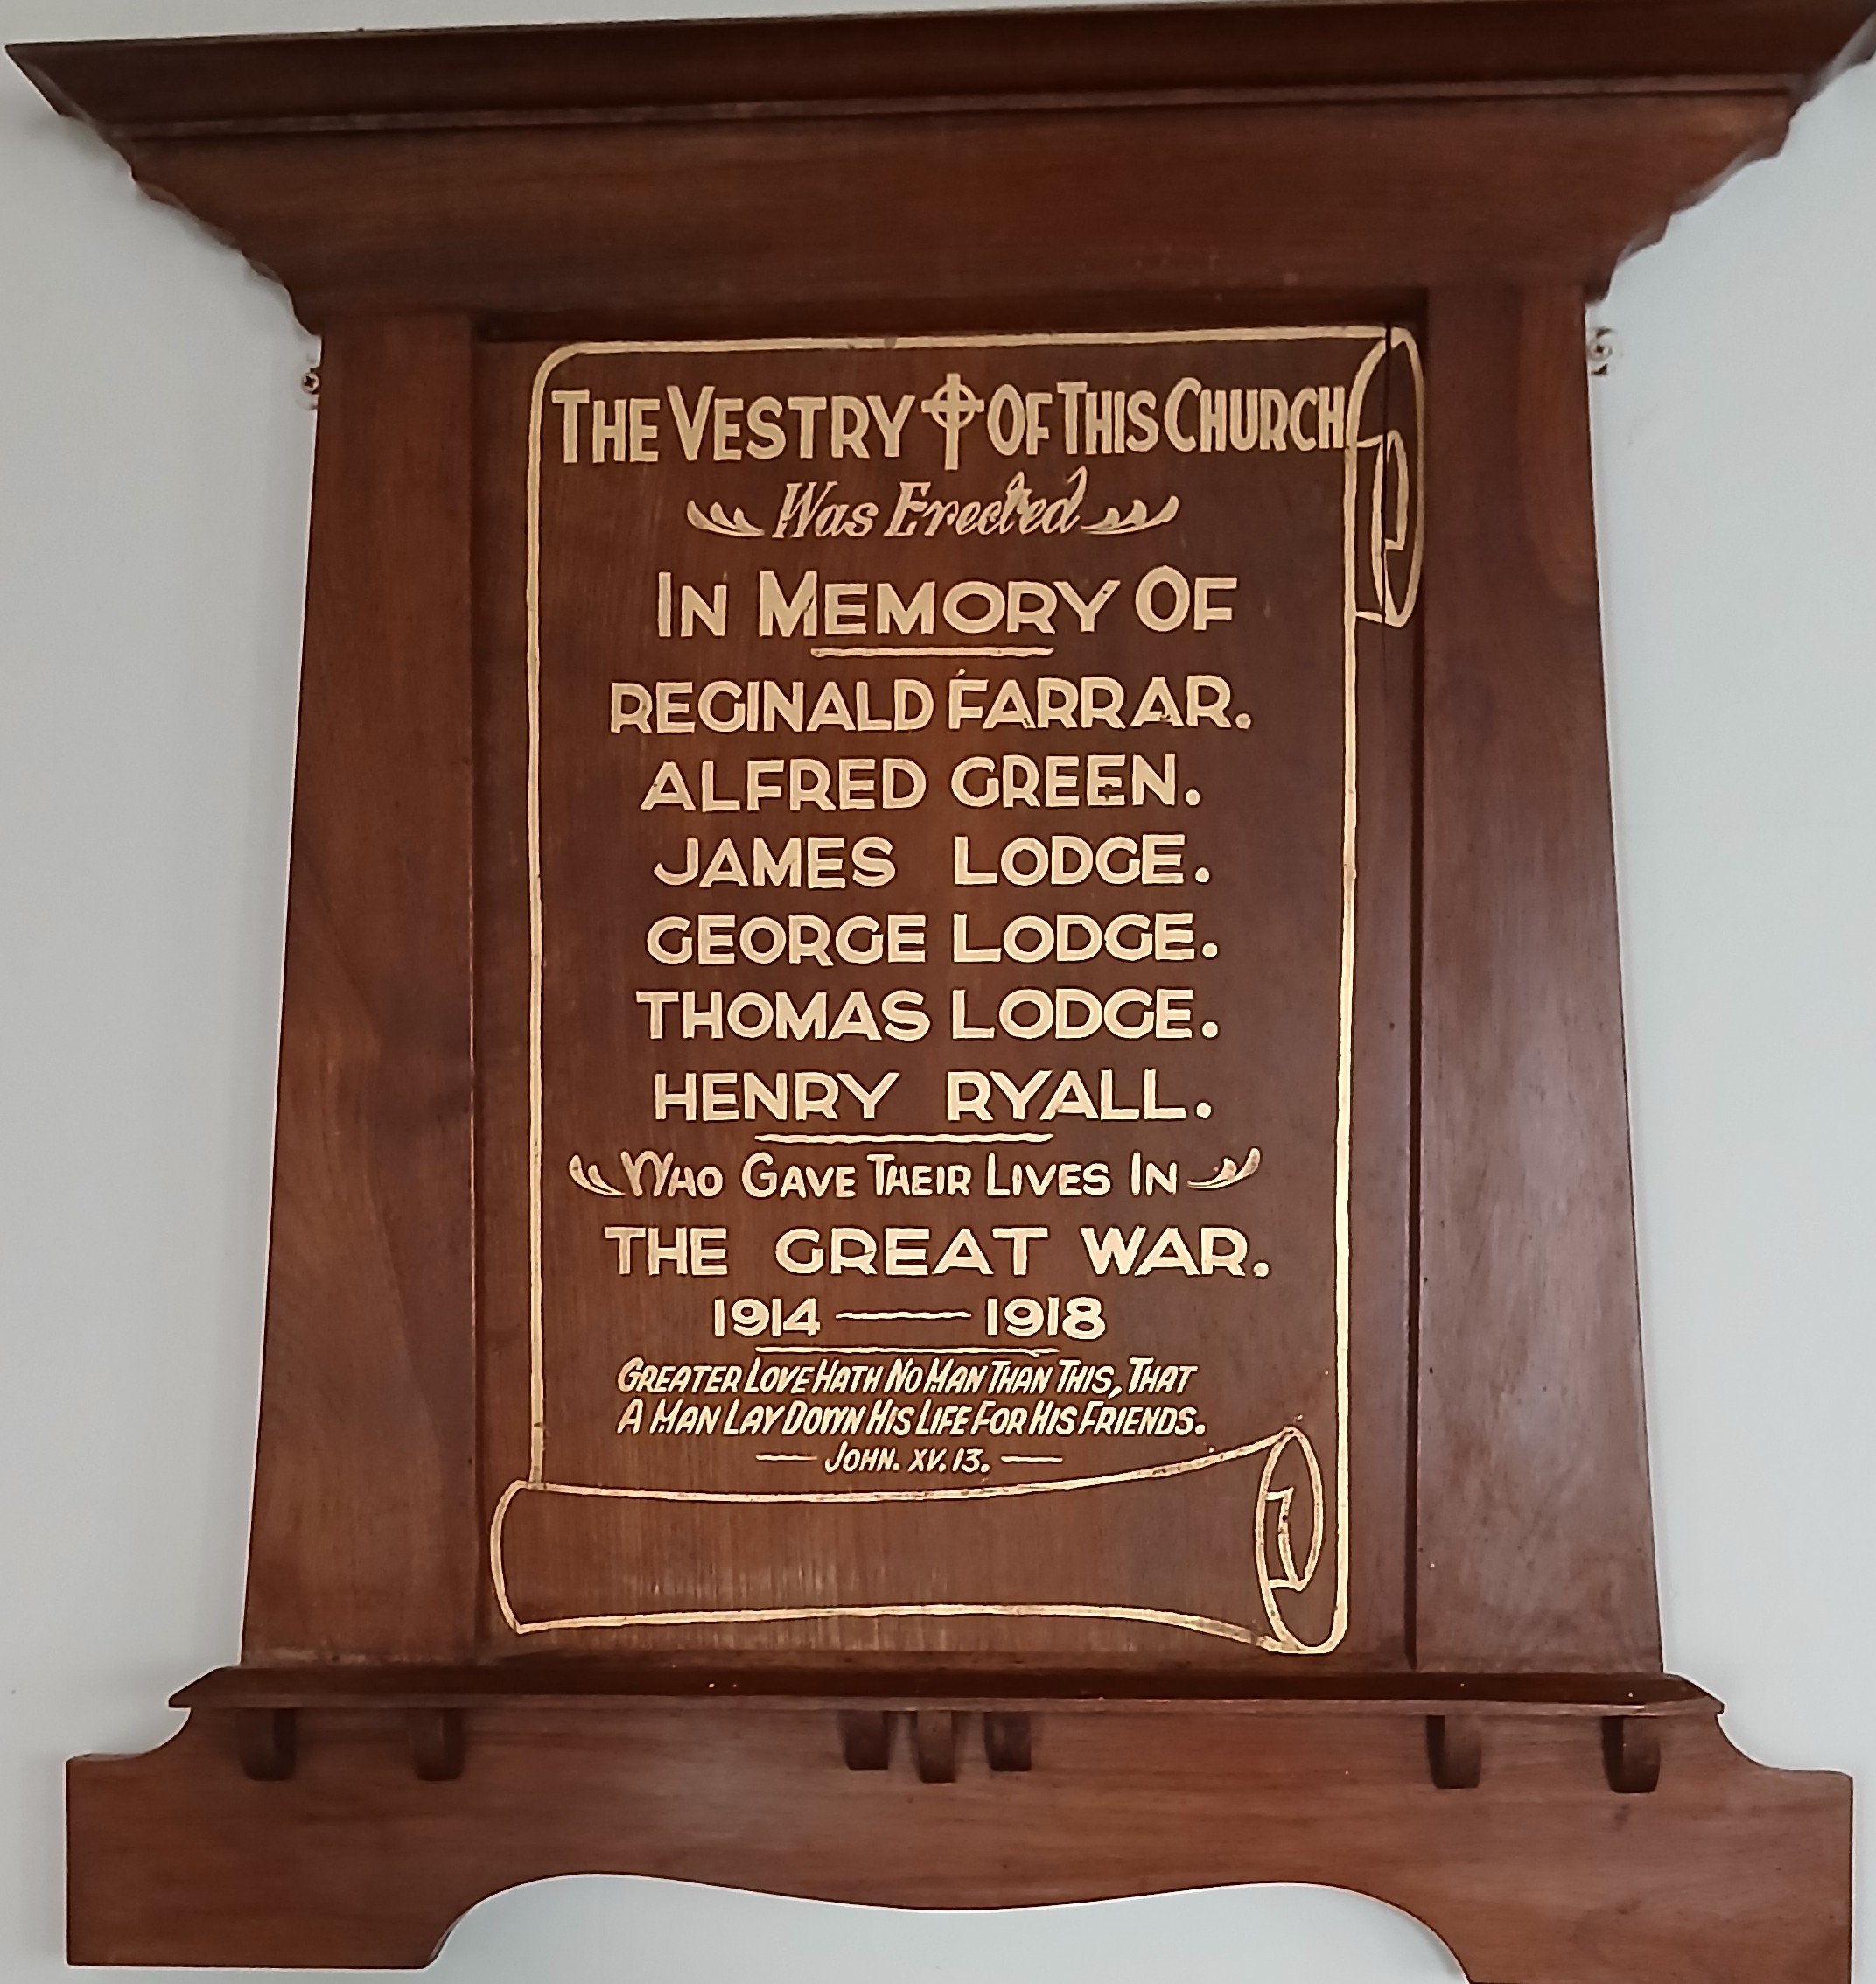 THE VESTRY OF THIS CHURCH
Was Erected
IN MEMORY OF
REGINALD FARRAR.
ALFRED GREEN.
JAMES LODGE.
GEORGE LODGE.
THOMAS LODGE.
HENRY RYALL.
WHO GAVE THEIR LIVES IN
THE GREAT WAR.
1914 — 1918
GREATER LOVE HATH NO MAN THAN THIS, THAT
A MAN LAY DOWN HIS LIFE FOR HIS FRIENDS.
— JOHN. XV. 13. —